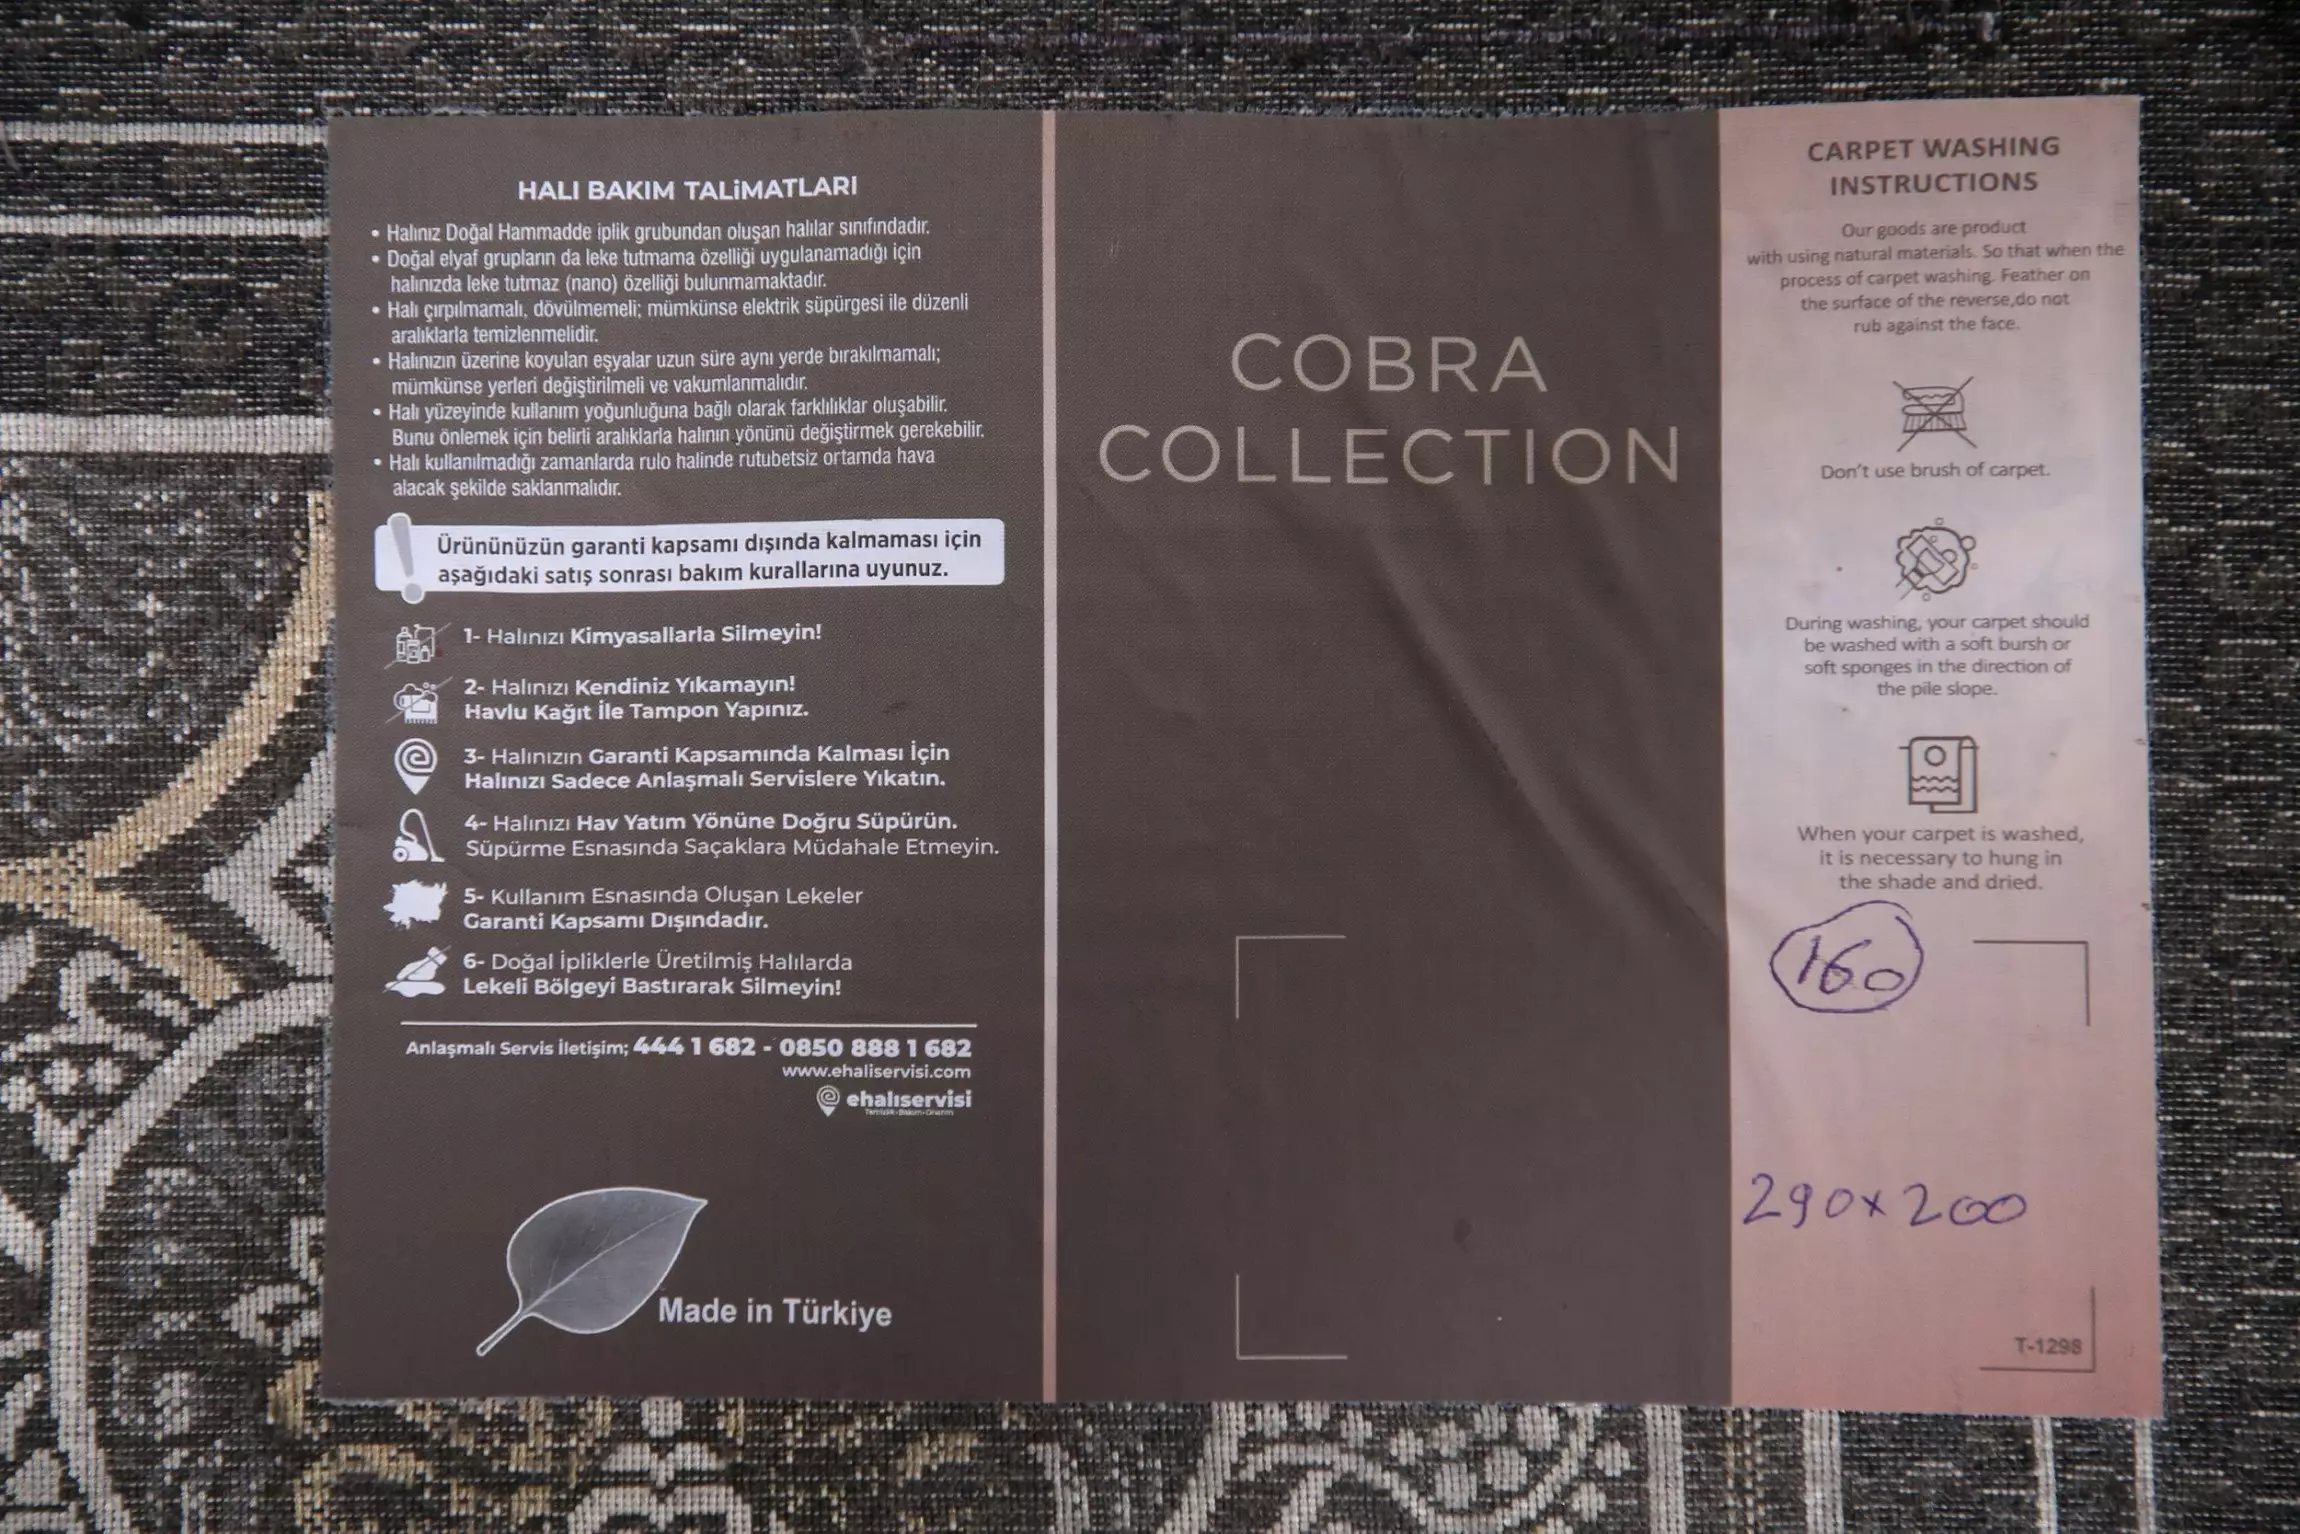 HALI BAKIM TALİMATLARI
• Halınız Doğal Hammadde iplik grubundan oluşan halılar sınıfındadır.
• Doğal elyaf grupların da leke tutmama özelliği uygulanamadığı için
halınızda leke tutmaz (nano) özelliği bulunmamaktadır.
• Halı çırpılmamalı, dövülmemeli; mümkünse elektrik süpürgesi ile düzenli
aralıklarla temizlenmelidir.
• Halınızın üzerine koyulan eşyalar uzun süre aynı yerde bırakılmamalı;
mümkünse yerleri değiştirilmeli ve vakumlanmalıdır.
• Halı yüzeyinde kullanım yoğunluğuna bağlı olarak farklılıklar oluşabilir.
Bunu önlemek için belirli aralıklarla halının yönünü değiştirmek gerekebilir.
• Halı kullanılmadığı zamanlarda rulo halinde rutubetsiz ortamda hava
alacak şekilde saklanmalıdır.
Ürününüzün garanti kapsamı dışında kalmaması için
aşağıdaki satış sonrası bakım kurallarına uyunuz.
1- Halınızı Kimyasallarla Silmeyin!
2- Halınızı Kendiniz Yıkamayın!
Havlu Kağıt İle Tampon Yapınız.
3- Halınızın Garanti Kapsamında Kalması İçin
Halınızı Sadece Anlaşmalı Servislere Yıkatın.
4- Halınızı Hav Yatım Yönüne Doğru Süpürün.
Süpürme Esnasında Saçaklara Müdahale Etmeyin.
5- Kullanım Esnasında Oluşan Lekeler
Garanti Kapsamı Dışındadır.
6- Doğal İpliklerle Üretilmiş Halılarda
Lekeli Bölgeyi Bastırarak Silmeyin!
Anlaşmalı Servis İletişim; 444 1 682 - 0850 888 1 682
www.ehaliservisi.com
ehalıservisi
Temizlik-Bakım-Onarım
Made in Türkiye
COBRA
COLLECTION
CARPET WASHING
INSTRUCTIONS
Our goods are product
with using natural materials. So that when the
process of carpet washing. Feather on
the surface of the reverse,do not
rub against the face.
Don't use brush of carpet.
During washing, your carpet should
be washed with a soft bursh or
soft sponges in the direction of
the pile slope.
When your carpet is washed,
it is necessary to hung in
the shade and dried.
160
290x200
T-1298